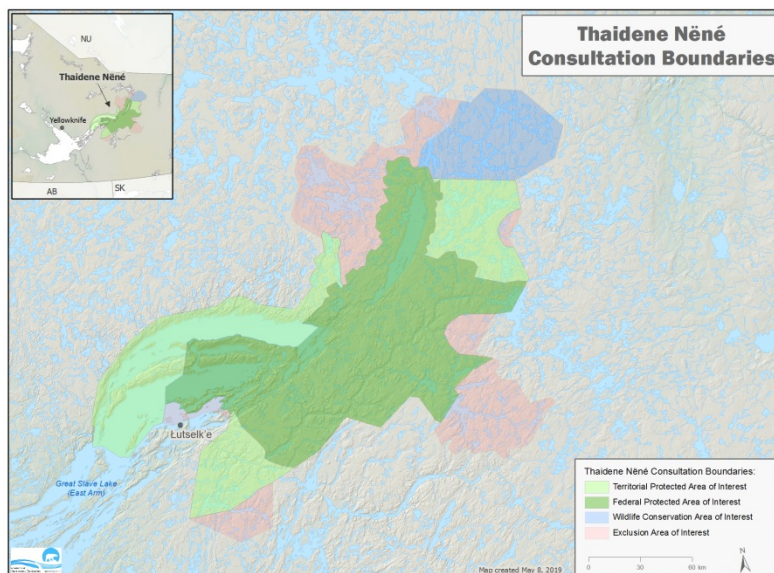 Thaidene Nëné
Consultation Boundaries
NU
Thaidene Nëné
Yellowknife
AB
SK
Łutselk'e
Great Slave Lake
(East Arm)
Thaidene Nëné Consultation Boundaries:
Territorial Protected Area of Interest
Federal Protected Area of Interest
Wildlife Conservation Area of Interest
Exclusion Area of Interest
0 30 60 km
N
Map created May 8, 2019